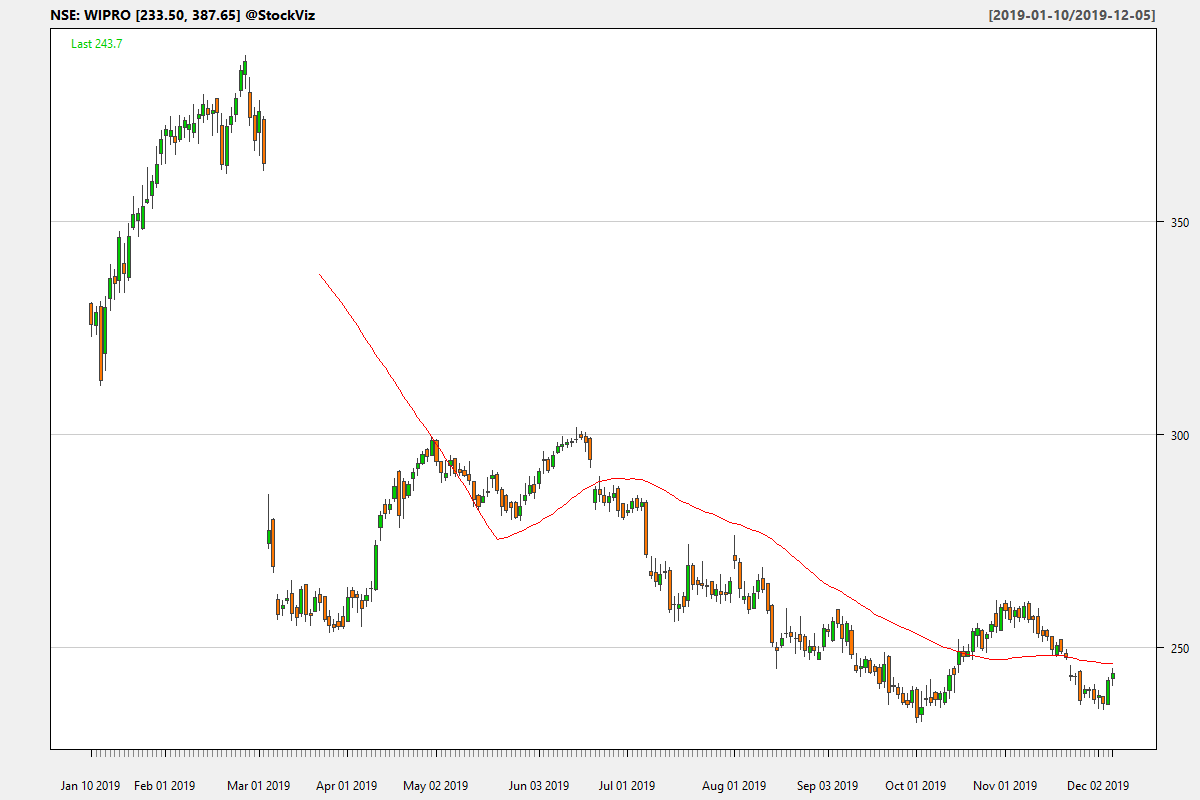 NSE: WIPRO [233.50, 387.65] @StockViz [2019-01-10/2019-12-05]
Last 243.7
350
300
250
Jan 10 2019 Feb 01 2019 Mar 01 2019 Apr 01 2019 May 02 2019 Jun 03 2019 Jul 01 2019 Aug 01 2019 Sep 03 2019 Oct 01 2019 Nov 01 2019 Dec 02 2019